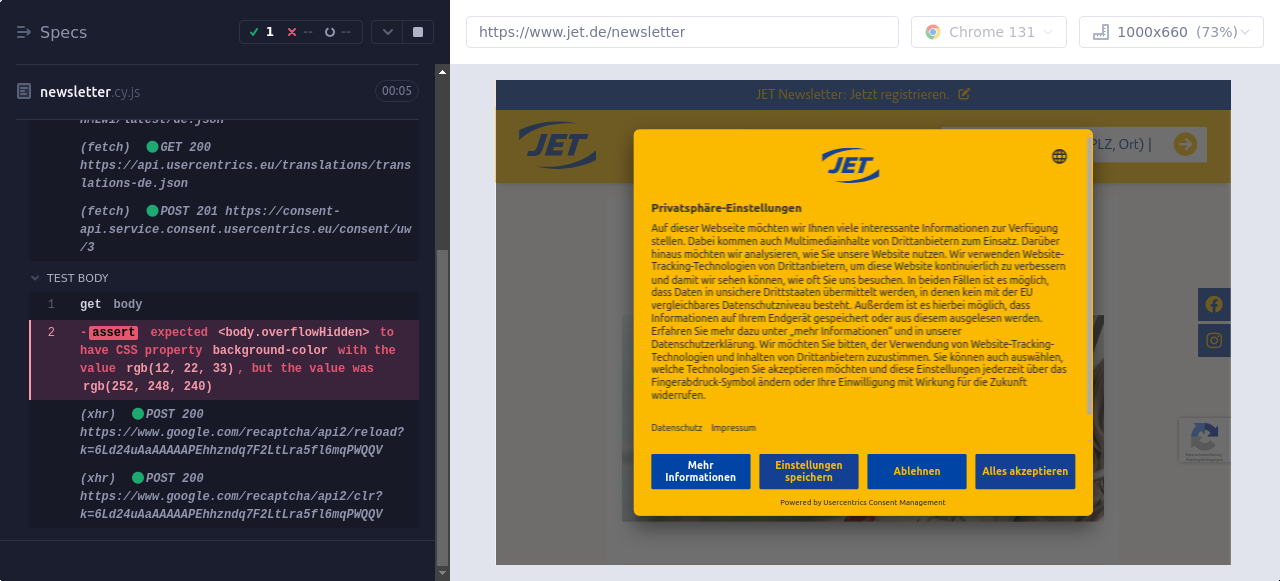 Specs
1
--
--
https://www.jet.de/newsletter
Chrome 131
1000x660 (73%)
newsletter.cy.js
00:05
(fetch) GET 200
https://api.usercentrics.eu/translations/trans
lations-de.json
(fetch) POST 201 https://consent-
api.service.consent.usercentrics.eu/consent/uw
/3
TEST BODY
1 get body
2 -assert expected <body.overflowHidden> to
have CSS property background-color with the
value rgb(12, 22, 33), but the value was
rgb(252, 248, 240)
(xhr) POST 200
https://www.google.com/recaptcha/api2/reload?
k=6Ld24uAaAAAAAPEhhzndq7F2LtLra5fl6mqPWQQV
(xhr) POST 200
https://www.google.com/recaptcha/api2/clr?
k=6Ld24uAaAAAAAPEhhzndq7F2LtLra5fl6mqPWQQV
JET Newsletter: Jetzt registrieren.
JET
PLZ, Ort) |
JET
Privatsphäre-Einstellungen
Auf dieser Webseite möchten wir Ihnen viele interessante Informationen zur Verfügung
stellen. Dabei kommen auch Multimediainhalte von Drittanbietern zum Einsatz. Darüber
hinaus möchten wir analysieren, wie Sie unsere Website nutzen. Wir verwenden Website-
Tracking-Technologien von Drittanbietern, um diese Website kontinuierlich zu verbessern
und damit wir sehen können, wie oft Sie uns besuchen. In beiden Fällen ist es möglich,
dass Daten in unsichere Drittstaaten übermittelt werden, in denen kein mit der EU
vergleichbares Datenschutzniveau besteht. Außerdem ist es hierbei möglich, dass
Informationen auf Ihrem Endgerät gespeichert oder aus diesem ausgelesen werden.
Erfahren Sie mehr dazu unter „mehr Informationen“ und in unserer
Datenschutzerklärung. Wir möchten Sie bitten, der Verwendung von Website-Tracking-
Technologien und Inhalten von Drittanbietern zuzustimmen. Sie können auch auswählen,
welche Technologien Sie akzeptieren möchten und diese Einstellungen jederzeit über das
Fingerabdruck-Symbol ändern oder Ihre Einwilligung mit Wirkung für die Zukunft
widerrufen.
Datenschutz Impressum
Mehr
Informationen
Einstellungen
speichern
Ablehnen
Alles akzeptieren
Powered by Usercentrics Consent Management